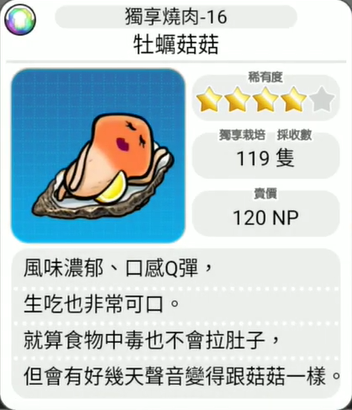 獨享燒肉-16
牡蠣菇菇
稀有度
獨享栽培 採收數
119 隻
賣價
120 NP
風味濃郁、口感Q彈，
生吃也非常可口。
就算食物中毒也不會拉肚子，
但會有好幾天聲音變得跟菇菇一樣。